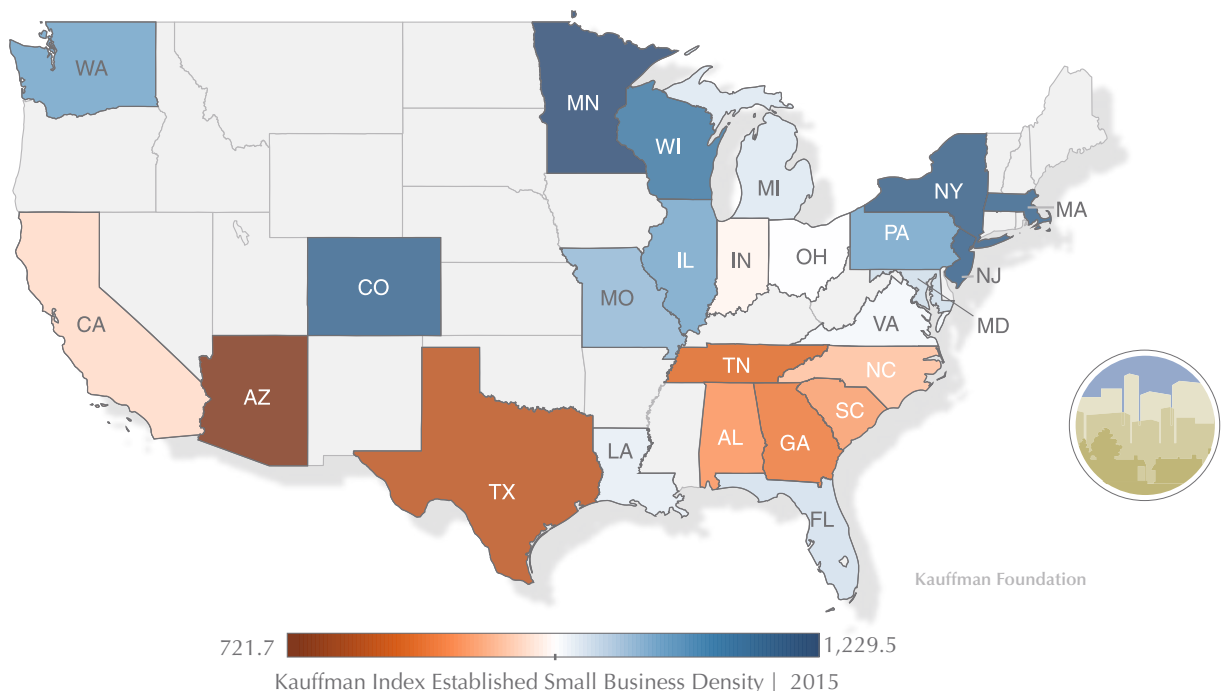 WA
MN
WI
MI
NY
MA
PA
NJ
IL
IN
OH
CO
MO
MD
CA
VA
TN
NC
AZ
SC
AL
GA
LA
TX
FL
Kauffman Foundation
721.7
1,229.5
Kauffman Index Established Small Business Density | 2015